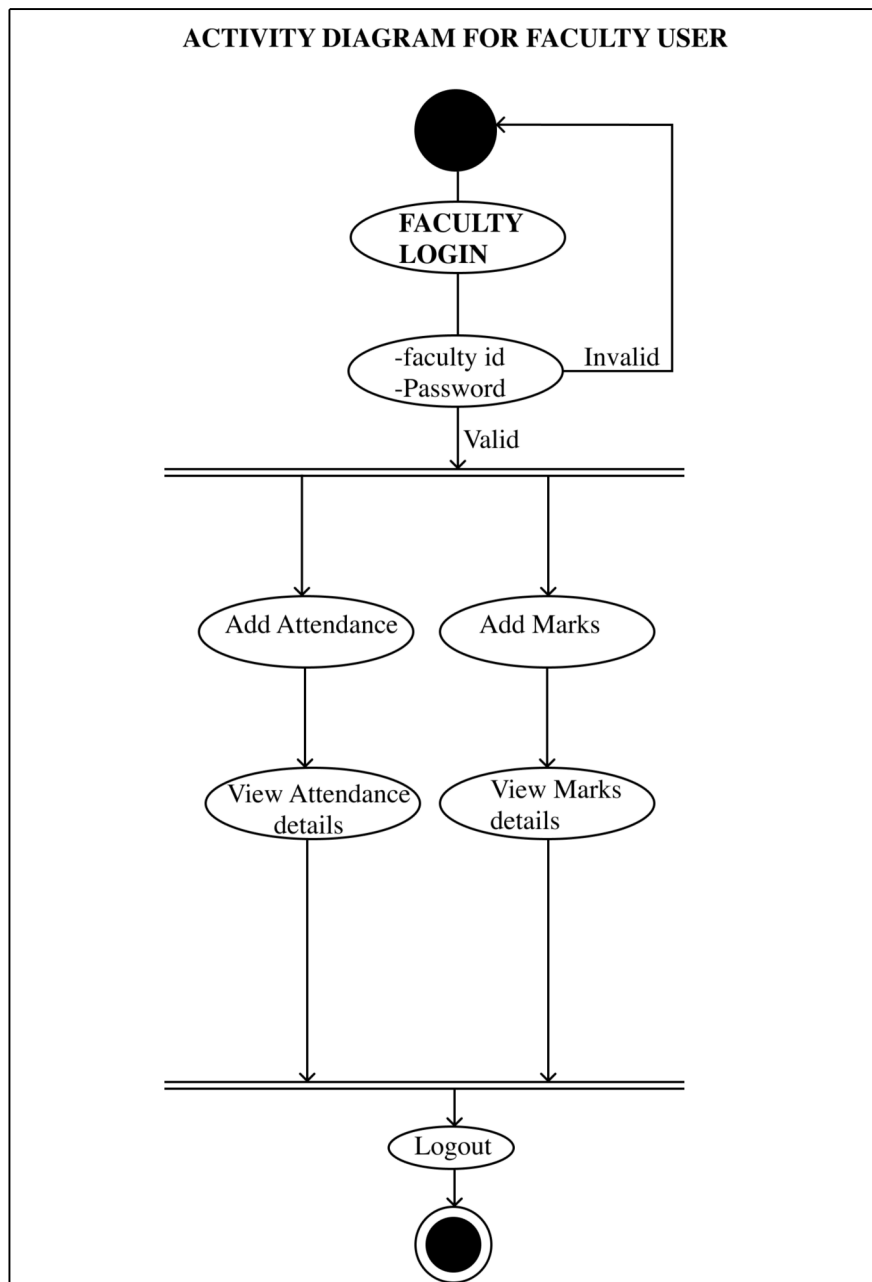 ACTIVITY DIAGRAM FOR FACULTY USER
FACULTY
LOGIN
-faculty id
-Password
Invalid
Valid
Add Attendance
Add Marks
View Attendance
details
View Marks
details
Logout